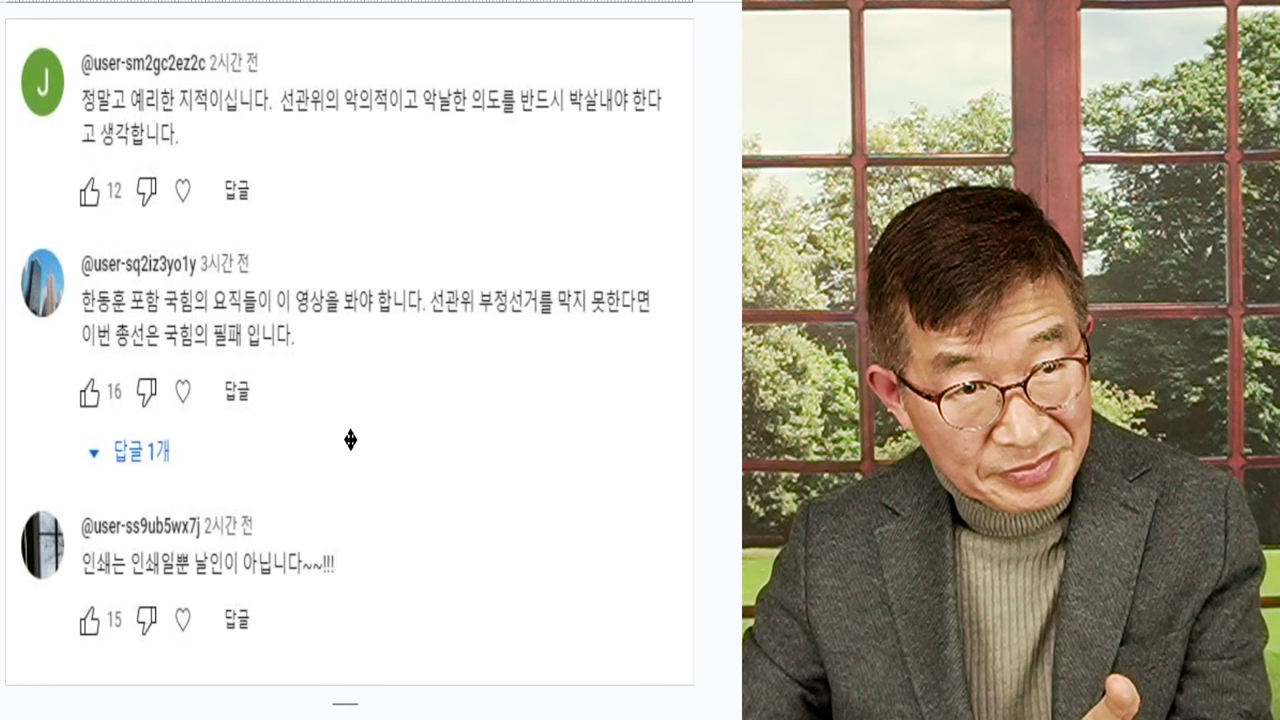 J
@user-sm2gc2ez2c 2시간 전
정말고 예리한 지적이십니다. 선관위의 악의적이고 악날한 의도를 반드시 박살내야 한다
고 생각합니다.
12 답글
@user-sq2iz3yo1y 3시간 전
한동훈 포함 국힘의 요직들이 이 영상을 봐야 합니다. 선관위 부정선거를 막지 못한다면
이번 총선은 국힘의 필패 입니다.
16 답글
답글 1개
@user-ss9ub5wx7j 2시간 전
인쇄는 인쇄일뿐 날인이 아닙니다~~!!!
15 답글